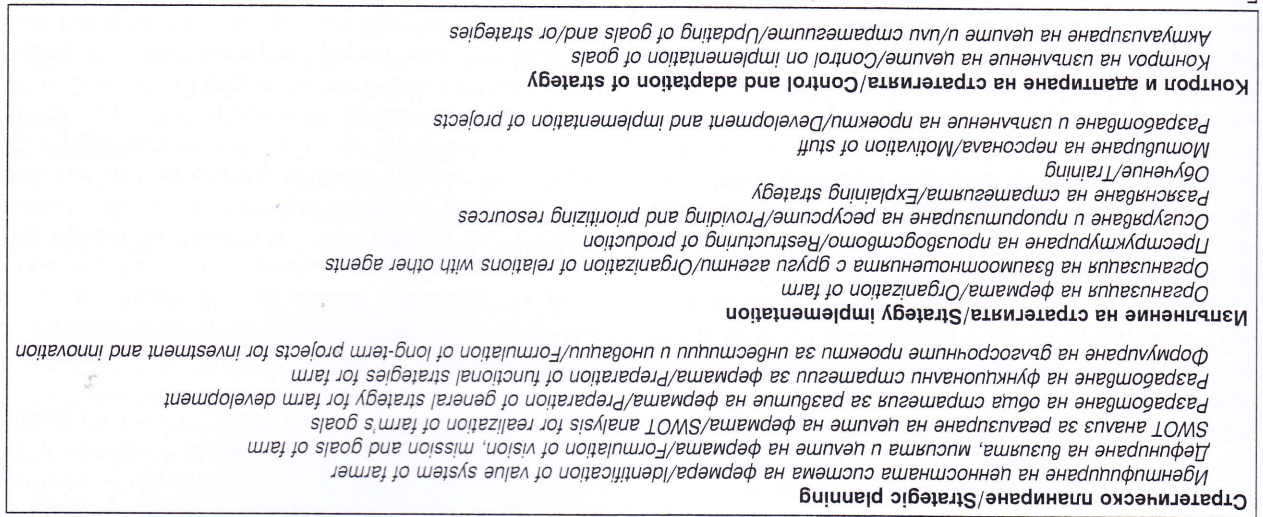 Стратегическо планиране/Strategic planning
Идентифициране на ценностната система на фермера/Identification of value system of farmer
Дефиниране на визията, мисията и целите на фермата/Formulation of vision, mission and goals of farm
SWOT анализ за реализиране на целите на фермата/SWOT analysis for realization of farm's goals
Разработване на обща стратегия за развитие на фермата/Preparation of general strategy for farm development
Разработване на функционални стратегии за фермата/Preparation of functional strategies for farm
Формулиране на дългосрочните проекти за инвестиции и иновации/Formulation of long-term projects for investment and innovation
Изпълнение на стратегията/Strategy implementation
Организация на фермата/Organization of farm
Организация на взаимоотношенията с други агенти/Organization of relations with other agents
Преструктуриране на производството/Restructuring of production
Осигуряване и приоритизиране на ресурсите/Providing and prioritizing resources
Разясняване на стратегията/Explaining strategy
Обучение/Training
Мотивиране на персонала/Motivation of stuff
Разработване и изпълнение на проекти/Development and implementation of projects
Контрол и адаптиране на стратегията/Control and adaptation of strategy
Контрол на изпълнение на целите/Control on implementation of goals
Актуализиране на целите и/или стратегиите/Updating of goals and/or strategies